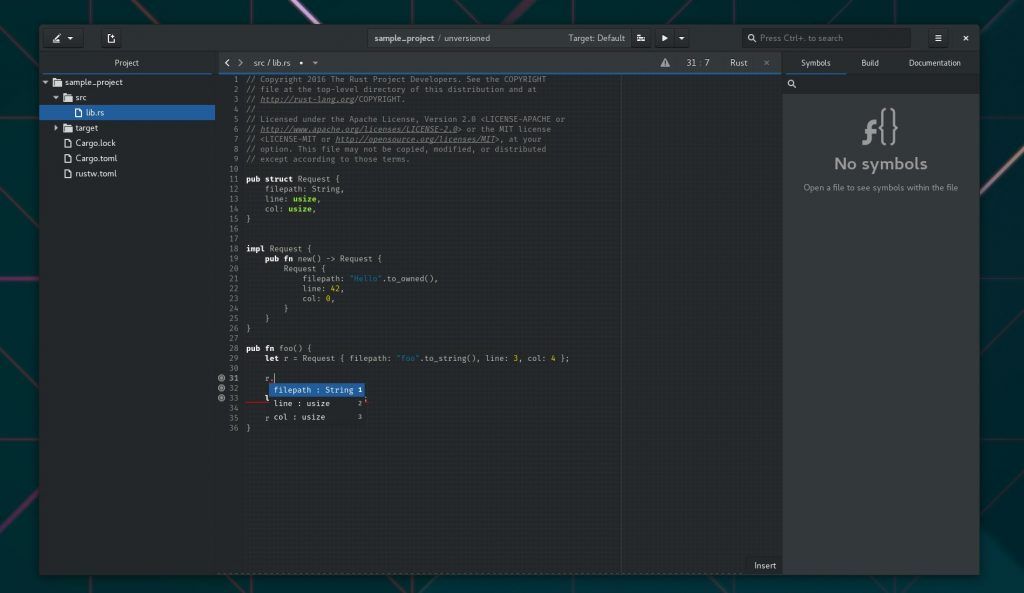 sample_project / unversioned
Target: Default
Press Ctrl+. to search
Project
src / lib.rs •
31 : 7
Rust
Symbols
Build
Documentation
sample_project
src
lib.rs
target
Cargo.lock
Cargo.toml
rustw.toml
1 // Copyright 2016 The Rust Project Developers. See the COPYRIGHT
2 // file at the top-level directory of this distribution and at
3 // http://rust-lang.org/COPYRIGHT.
4 //
5 // Licensed under the Apache License, Version 2.0 <LICENSE-APACHE or
6 // http://www.apache.org/licenses/LICENSE-2.0> or the MIT license
7 // <LICENSE-MIT or http://opensource.org/licenses/MIT>, at your
8 // option. This file may not be copied, modified, or distributed
9 // except according to those terms.
10
11 pub struct Request {
12     filepath: String,
13     line: usize,
14     col: usize,
15 }
16
17
18 impl Request {
19     pub fn new() -> Request {
20         Request {
21             filepath: "Hello".to_owned(),
22             line: 42,
23             col: 0,
24         }
25     }
26 }
27
28 pub fn foo() {
29     let r = Request { filepath: "foo".to_string(), line: 3, col: 4 };
30
31     r.
32
33     l ;
34
35     r
36 }
filepath : String 1
line : usize 2
col : usize 3
f{}
No symbols
Open a file to see symbols within the file
Insert